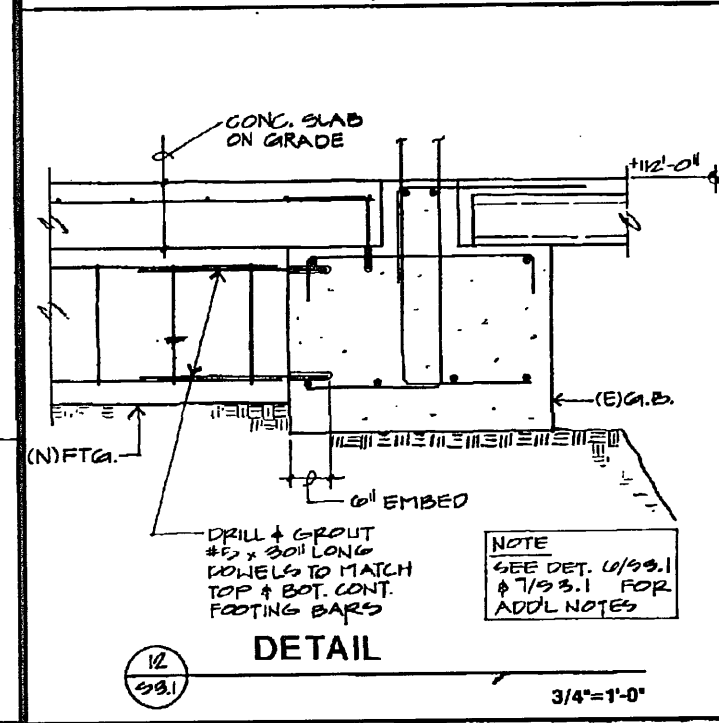 CONC. SLAB
ON GRADE
+112'-0"
(E)G.B.
(N)FTG.
6" EMBED
DRILL & GROUT
#5 x 30" LONG
DOWELS TO MATCH
TOP & BOT. CONT.
FOOTING BARS
NOTE
SEE DET. 6/S3.1
& 7/S3.1 FOR
ADD'L NOTES
DETAIL
12
S3.1
3/4"=1'-0"